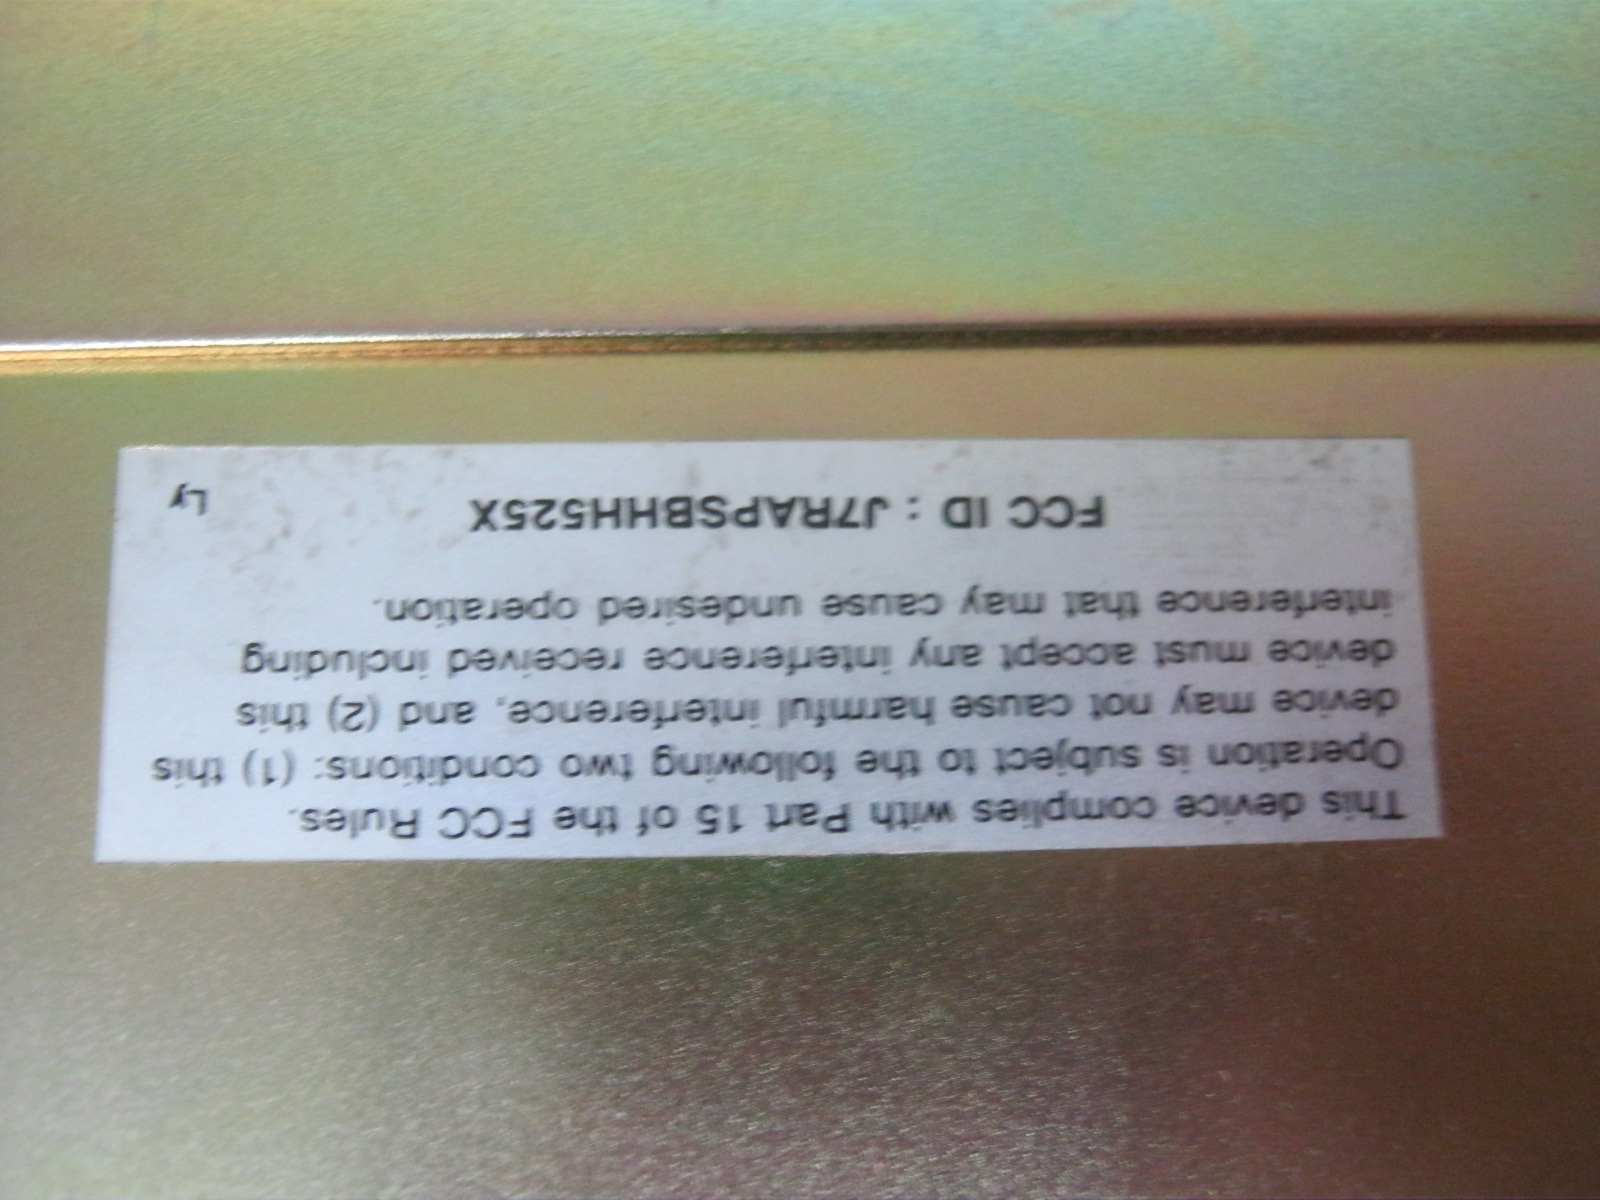 This device complies with Part 15 of the FCC Rules.
Operation is subject to the following two conditions: (1) this
device may not cause harmful interference, and (2) this
device must accept any interference received including
interference that may cause undesired operation.
FCC ID : J7RAPSBHH525X
Ly